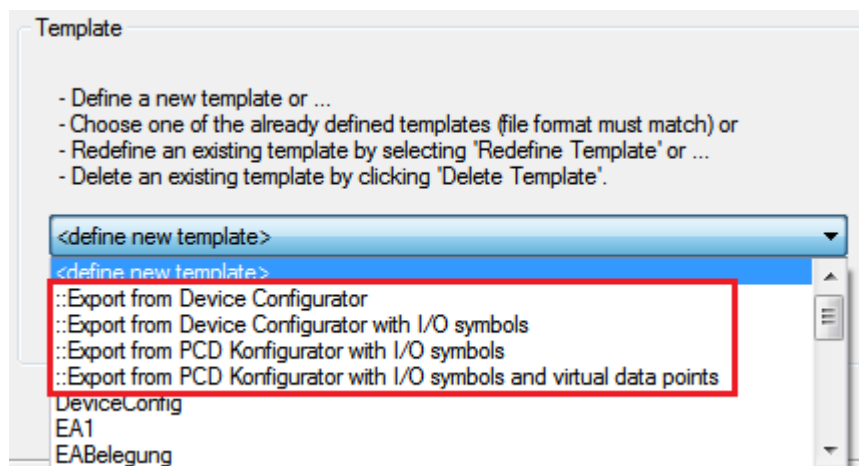 Template
- Define a new template or ...
- Choose one of the already defined templates (file format must match) or
- Redefine an existing template by selecting 'Redefine Template' or ...
- Delete an existing template by clicking 'Delete Template'.
<define new template>
<define new template>
::Export from Device Configurator
::Export from Device Configurator with I/O symbols
::Export from PCD Konfigurator with I/O symbols
::Export from PCD Konfigurator with I/O symbols and virtual data points
DeviceConfig
EA1
EABelegung